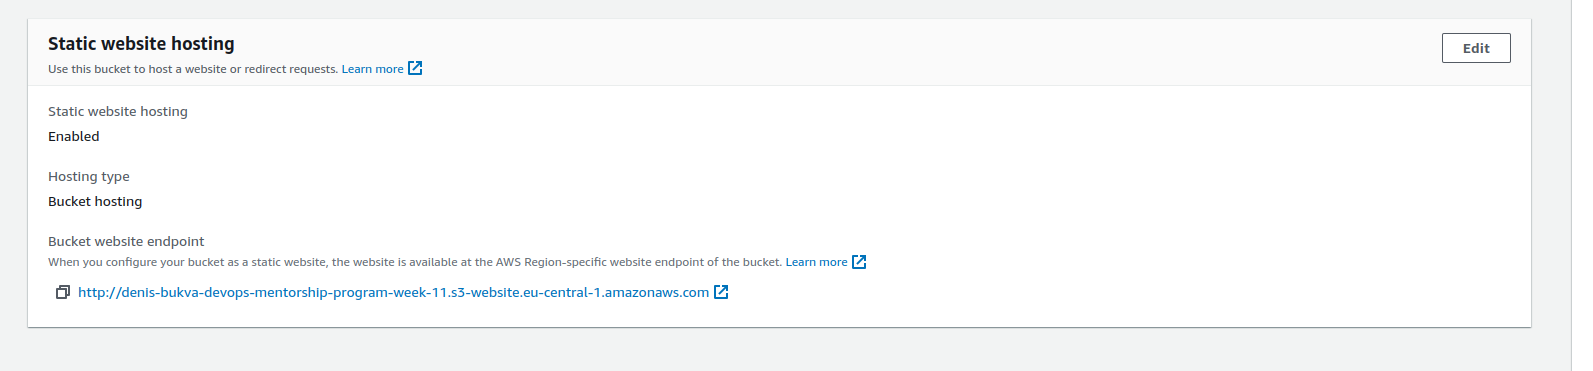 Static website hosting
Edit
Use this bucket to host a website or redirect requests. Learn more
Static website hosting
Enabled
Hosting type
Bucket hosting
Bucket website endpoint
When you configure your bucket as a static website, the website is available at the AWS Region-specific website endpoint of the bucket. Learn more
http://denis-bukva-devops-mentorship-program-week-11.s3-website.eu-central-1.amazonaws.com